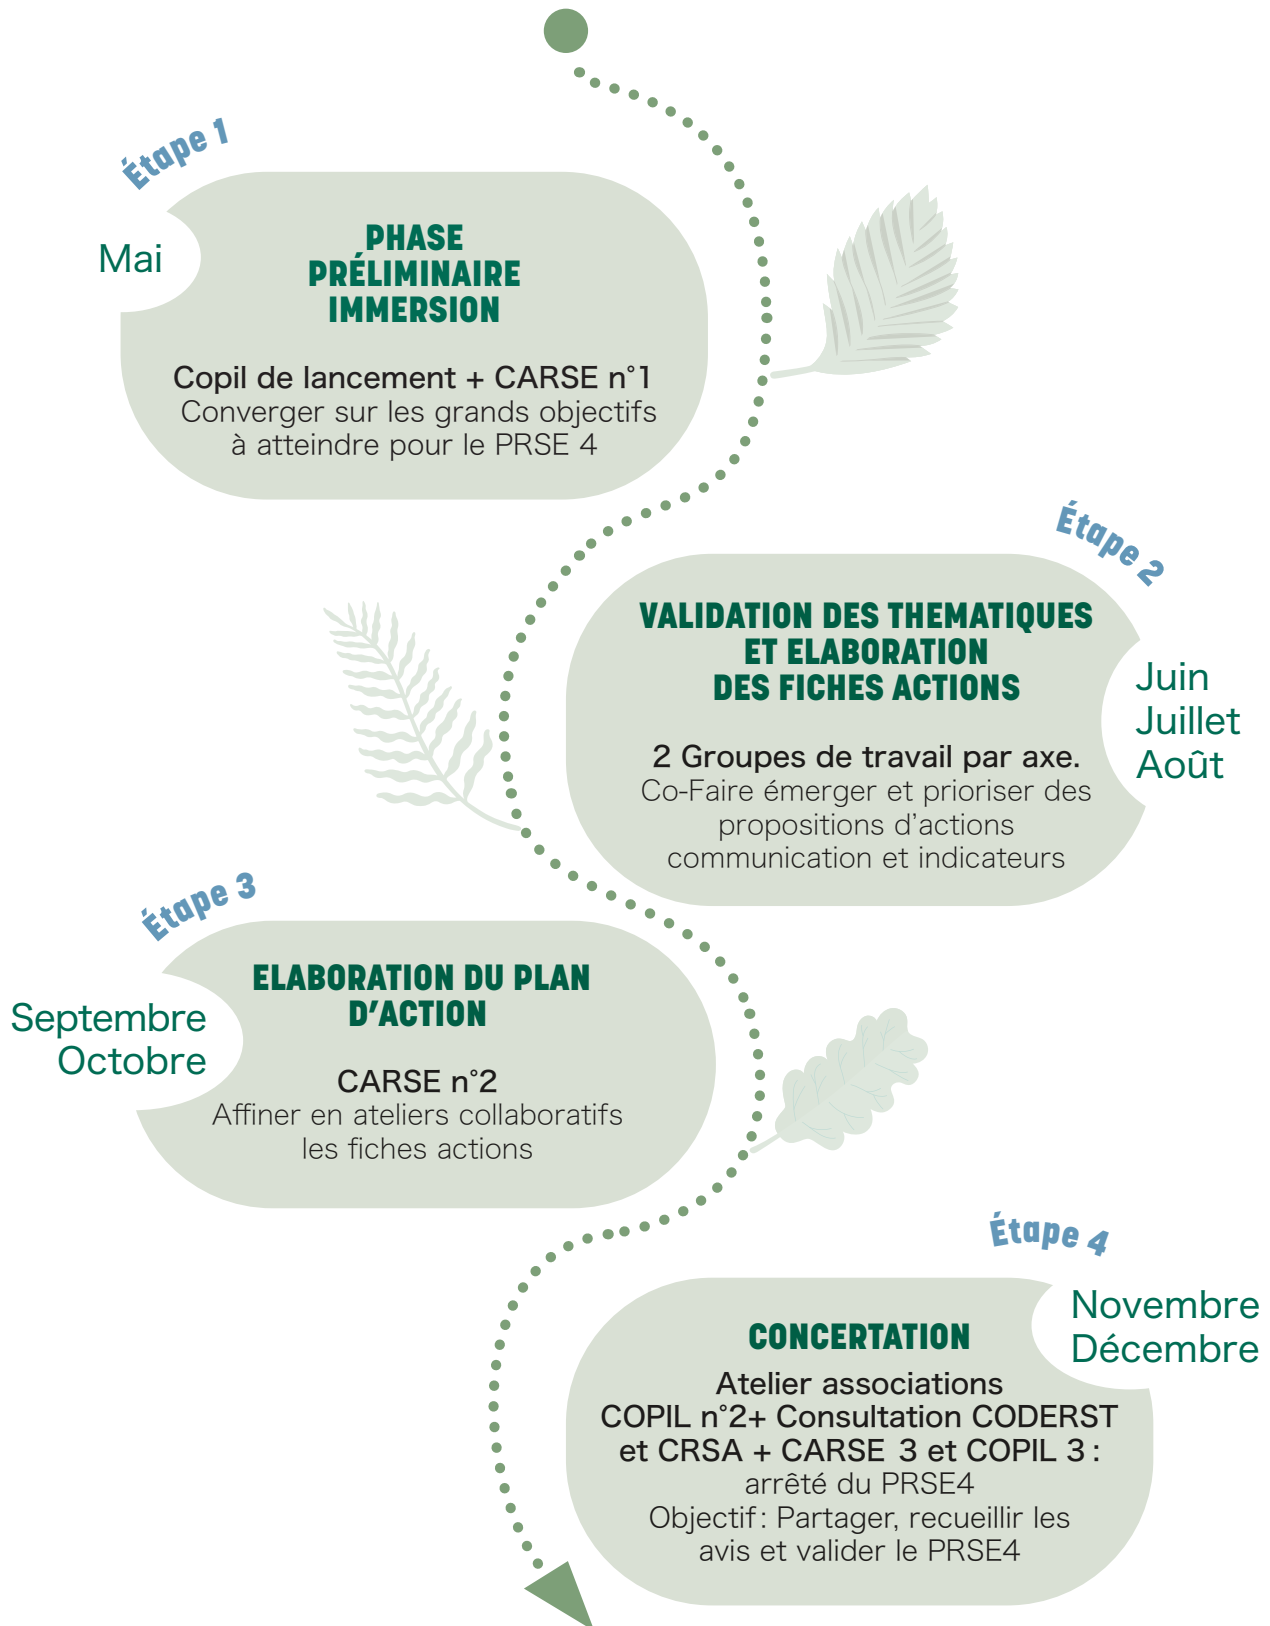 Étape 1
Mai
PHASE
PRÉLIMINAIRE
IMMERSION
Copil de lancement + CARSE n°1
Converger sur les grands objectifs
à atteindre pour le PRSE 4
Étape 2
Juin
Juillet
Août
VALIDATION DES THEMATIQUES
ET ELABORATION
DES FICHES ACTIONS
2 Groupes de travail par axe.
Co-Faire émerger et prioriser des
propositions d’actions
communication et indicateurs
Étape 3
Septembre
Octobre
ELABORATION DU PLAN
D’ACTION
CARSE n°2
Affiner en ateliers collaboratifs
les fiches actions
Étape 4
Novembre
Décembre
CONCERTATION
Atelier associations
COPIL n°2+ Consultation CODERST
et CRSA + CARSE 3 et COPIL 3 :
arrêté du PRSE4
Objectif : Partager, recueillir les
avis et valider le PRSE4